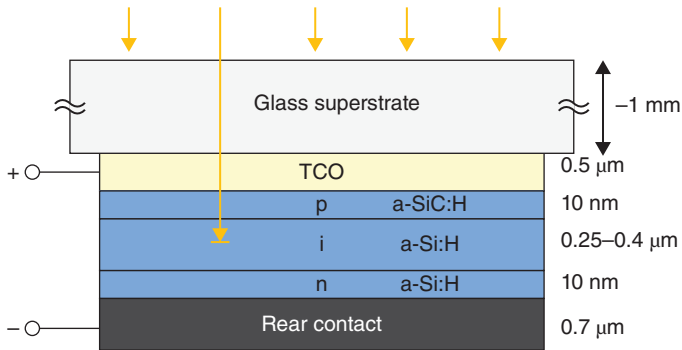 Glass superstrate
–1 mm
+
TCO
0.5 μm
p a-SiC:H 10 nm
i a-Si:H 0.25–0.4 μm
n a-Si:H 10 nm
– Rear contact 0.7 μm